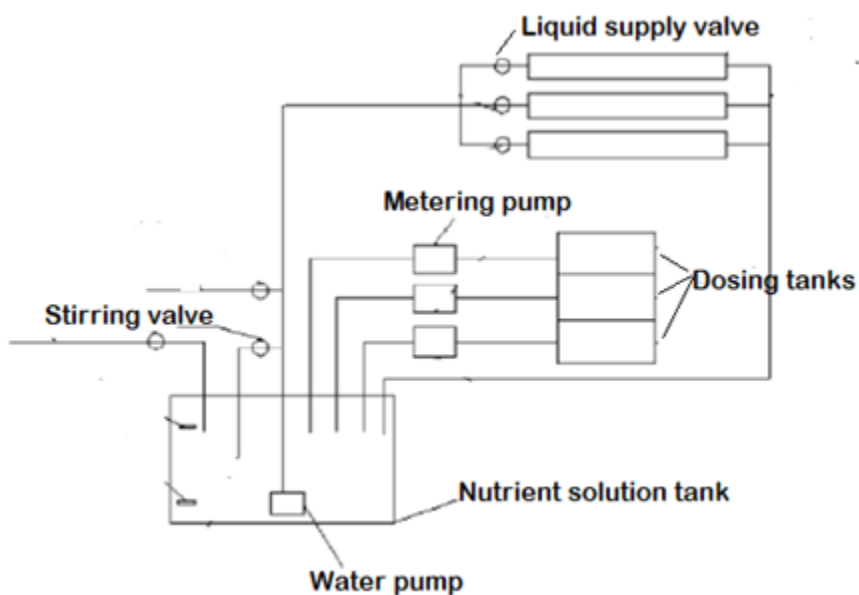 Liquid supply valve
Metering pump
Dosing tanks
Stirring valve
Nutrient solution tank
Water pump